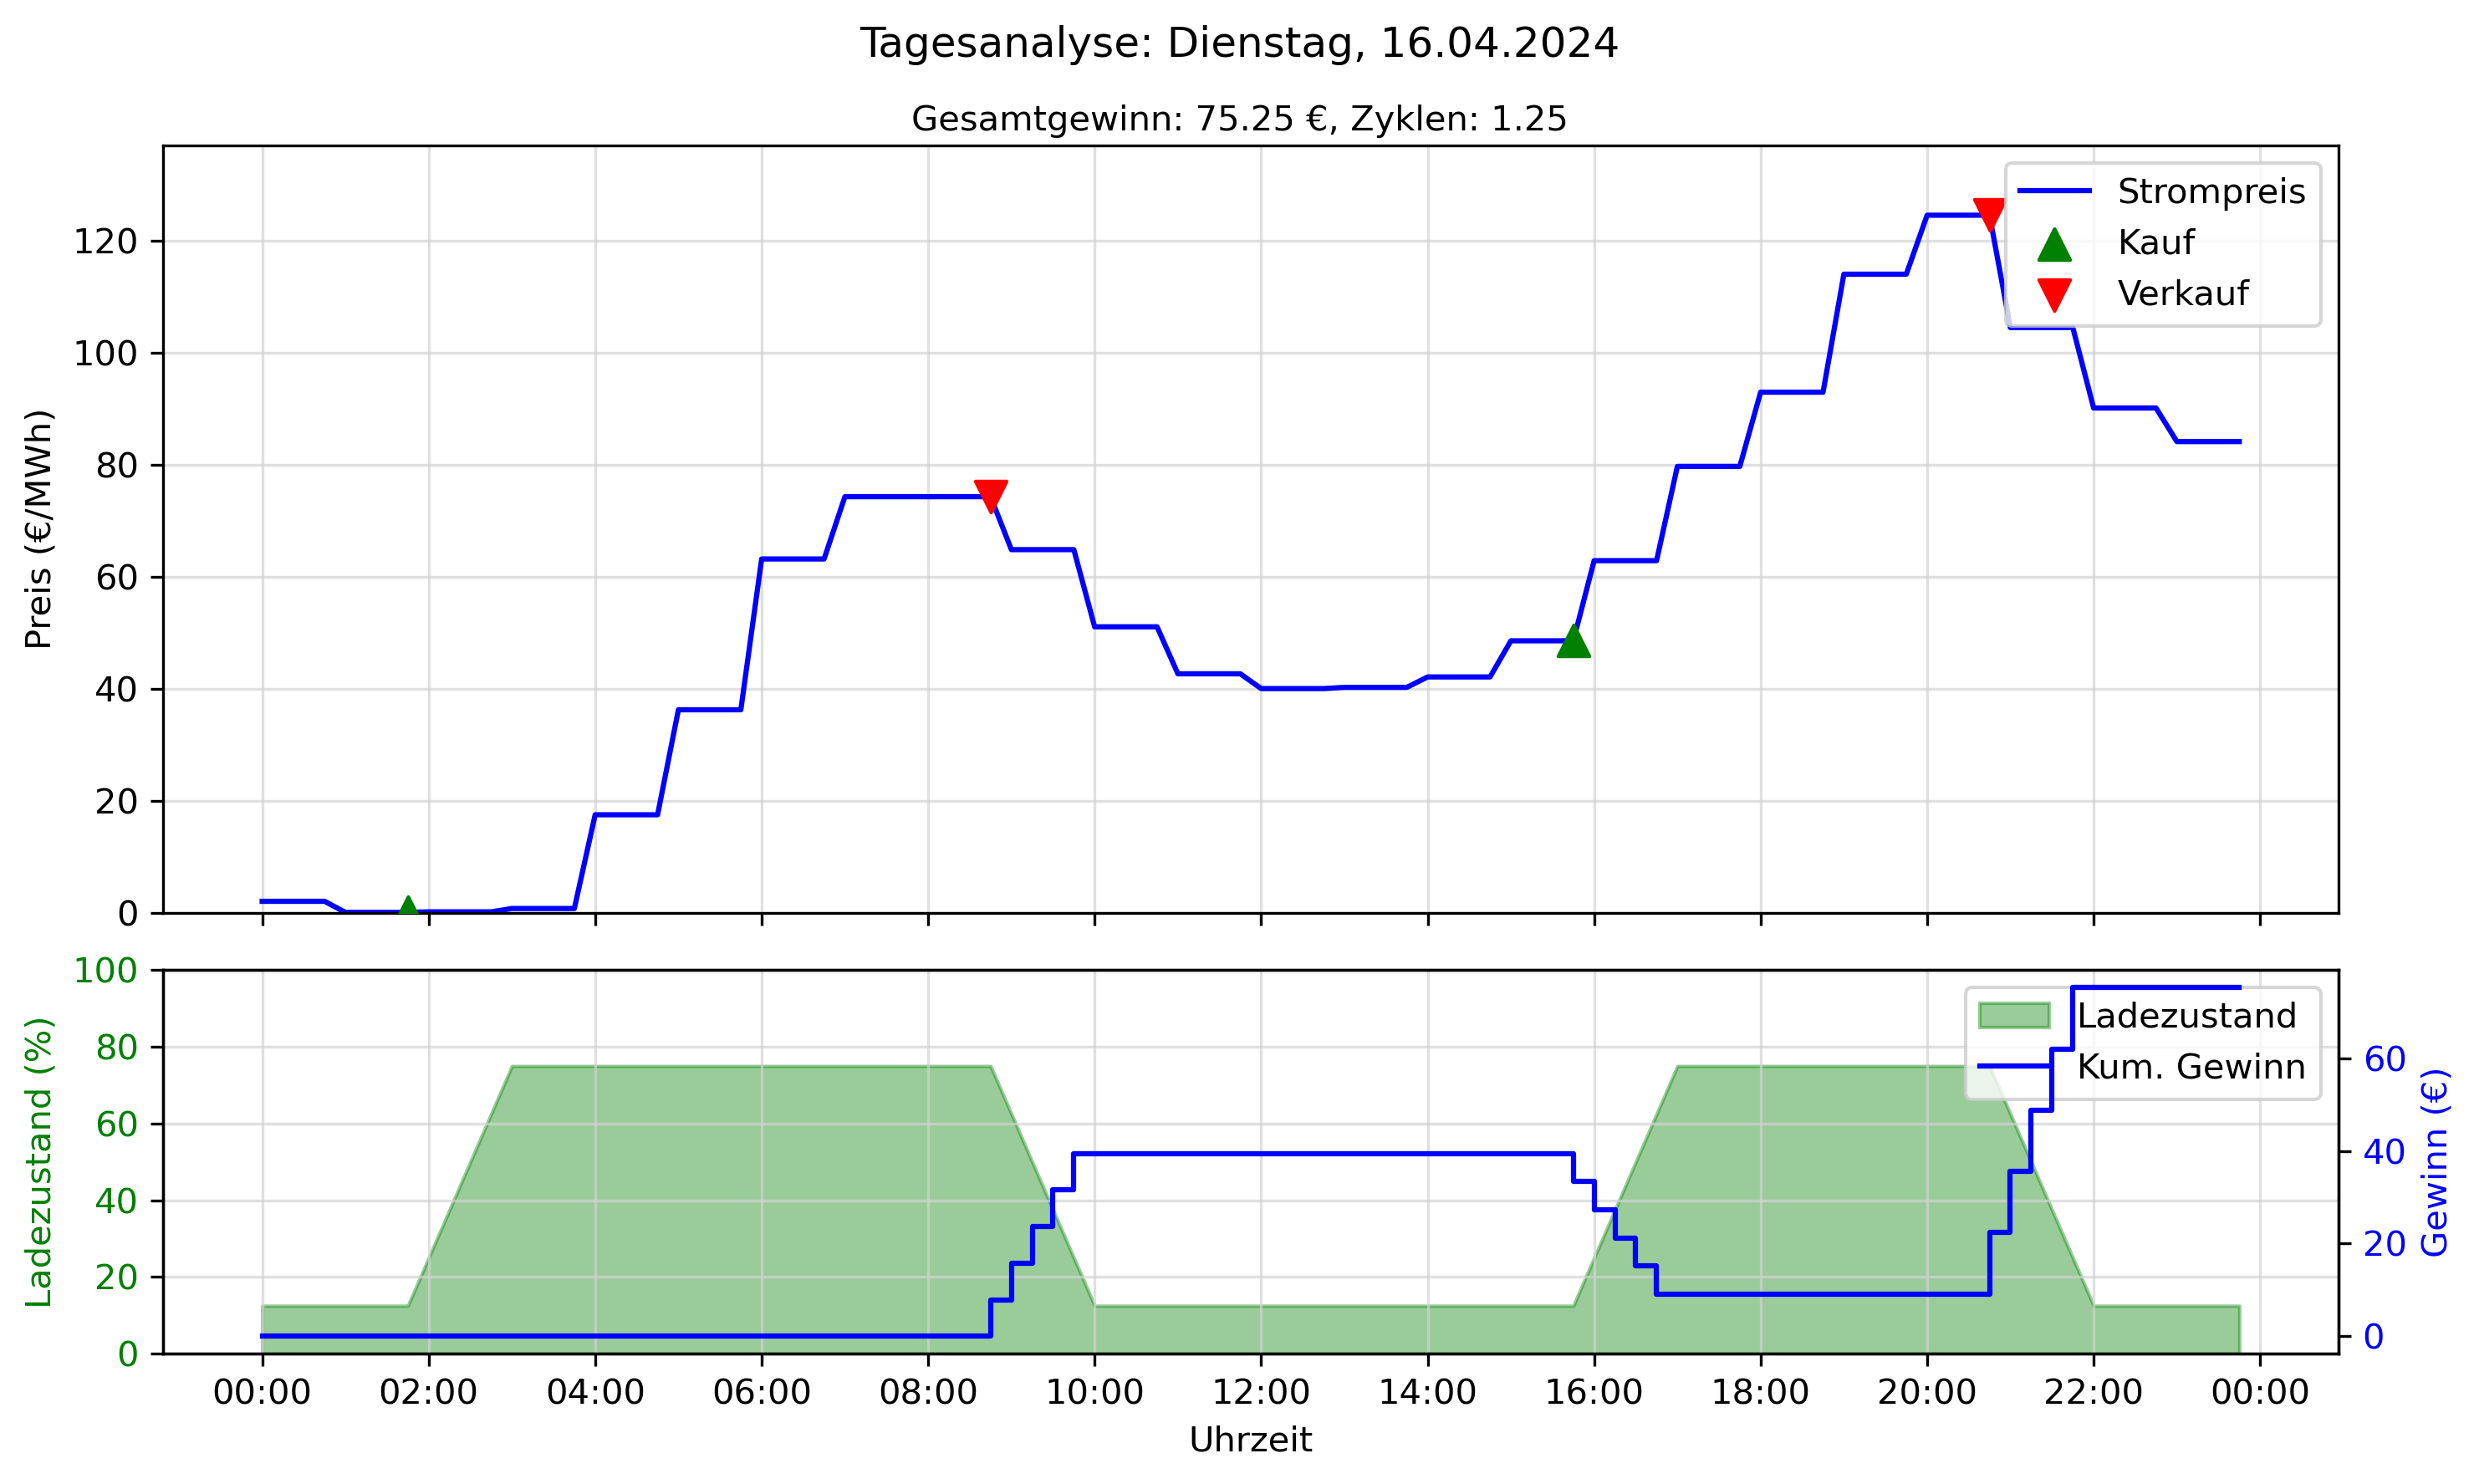 Tagesanalyse: Dienstag, 16.04.2024
Gesamtgewinn: 75.25 €, Zyklen: 1.25
Preis (€/MWh)
120
100
80
60
40
20
0
Strompreis
Kauf
Verkauf
Ladezustand (%)
100
80
60
40
20
0
Ladezustand
Kum. Gewinn
60
40
20
0
Gewinn (€)
00:00 02:00 04:00 06:00 08:00 10:00 12:00 14:00 16:00 18:00 20:00 22:00 00:00
Uhrzeit